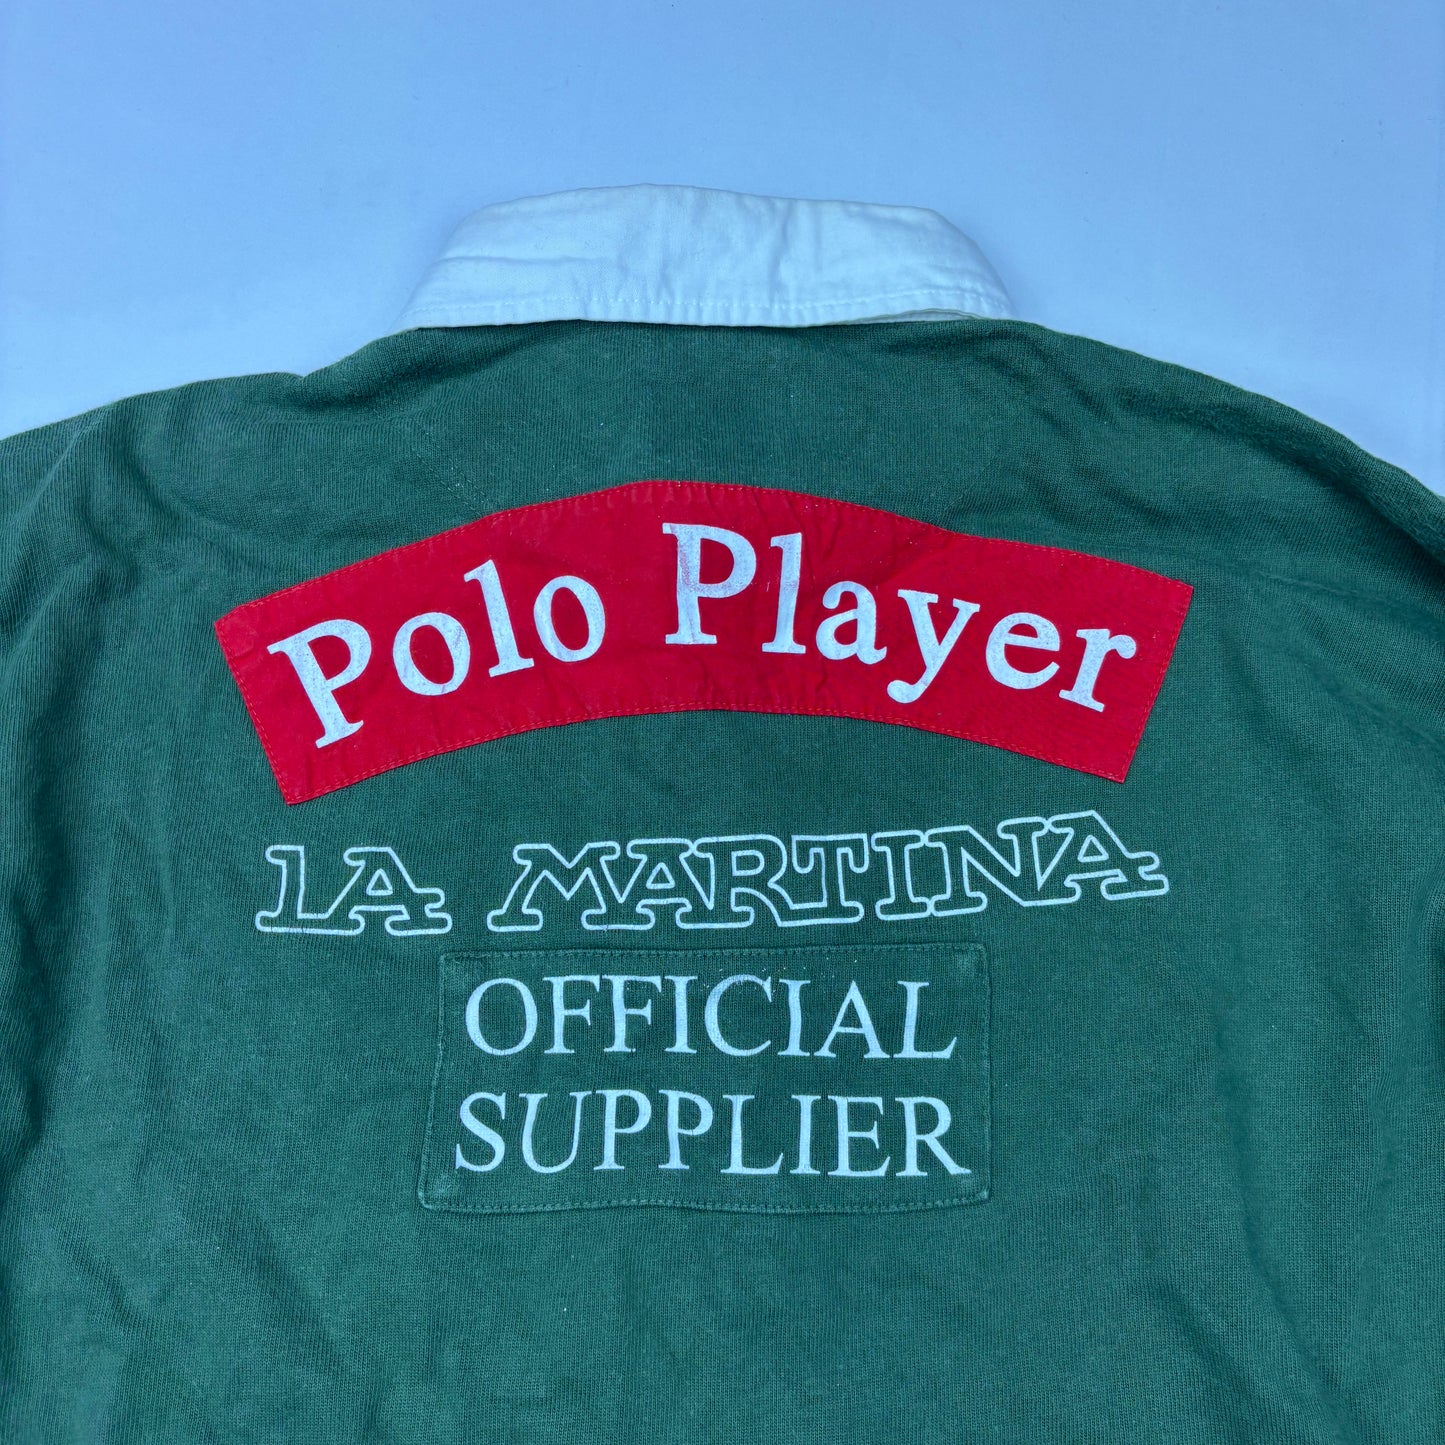 Polo Player
LA MARTINA
OFFICIAL
SUPPLIER